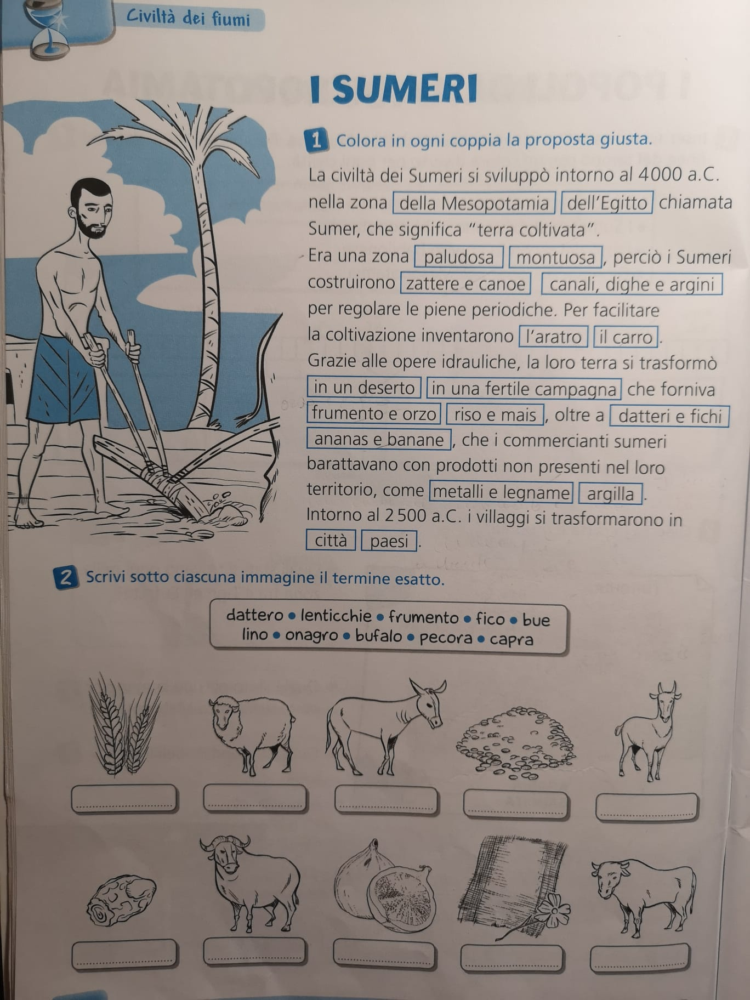 Civiltà dei fiumi
I SUMERI
1 Colora in ogni coppia la proposta giusta.
La civiltà dei Sumeri si sviluppò intorno al 4000 a.C.
nella zona della Mesopotamia dell'Egitto chiamata
Sumer, che significa “terra coltivata”.
Era una zona paludosa montuosa, perciò i Sumeri
costruirono zattere e canoe canali, dighe e argini
per regolare le piene periodiche. Per facilitare
la coltivazione inventarono l'aratro il carro.
Grazie alle opere idrauliche, la loro terra si trasformò
in un deserto in una fertile campagna che forniva
frumento e orzo riso e mais, oltre a datteri e fichi
ananas e banane, che i commercianti sumeri
barattavano con prodotti non presenti nel loro
territorio, come metalli e legname argilla.
Intorno al 2500 a.C. i villaggi si trasformarono in
città paesi.
2 Scrivi sotto ciascuna immagine il termine esatto.
dattero • lenticchie • frumento • fico • bue
lino • onagro • bufalo • pecora • capra